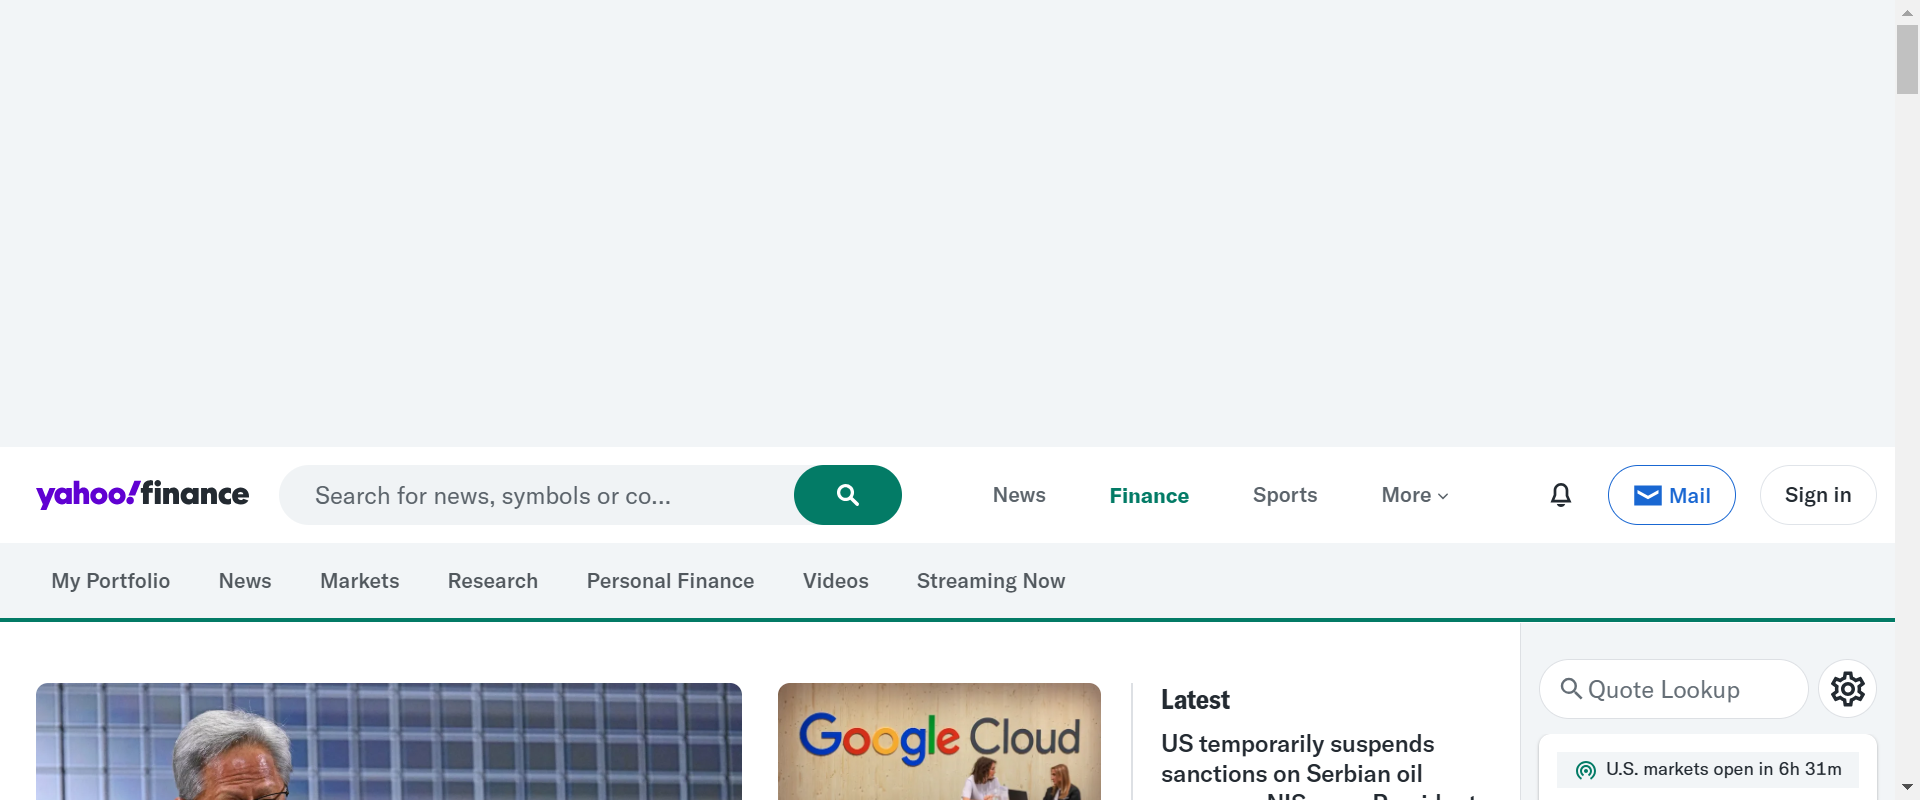 yahoo!finance
Search for news, symbols or co...
News
Finance
Sports
More
Mail
Sign in
My Portfolio
News
Markets
Research
Personal Finance
Videos
Streaming Now
Google Cloud
Latest
US temporarily suspends
sanctions on Serbian oil
Quote Lookup
U.S. markets open in 6h 31m